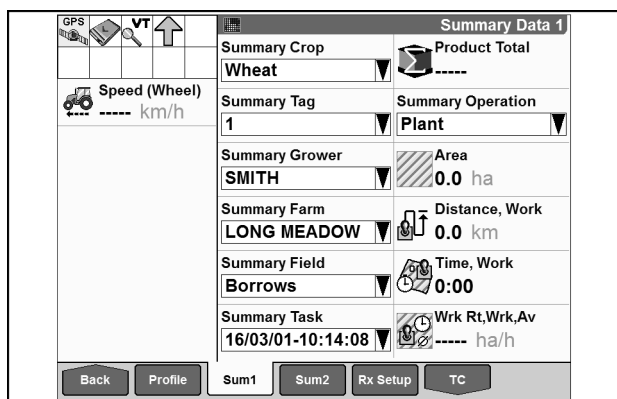 GPS
VT
L
Speed (Wheel)
----- km/h
Summary Data 1
Summary Crop
Wheat
Product Total
-----
Summary Tag
1
Summary Operation
Plant
Summary Grower
SMITH
Area
0.0 ha
Summary Farm
LONG MEADOW
Distance, Work
0.0 km
Summary Field
Borrows
Time, Work
0:00
Summary Task
16/03/01-10:14:08
Wrk Rt,Wrk,Av
----- ha/h
Back
Profile
Sum1
Sum2
Rx Setup
TC